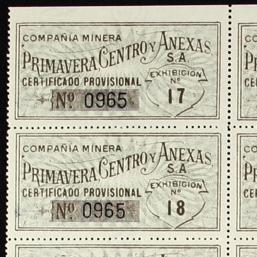 COMPAÑIA MINERA
PRIMAVERA CENTRO Y ANEXAS
S.A
CERTIFICADO PROVISIONAL
Nº 0965
EXHIBICION
Nº
17
COMPAÑIA MINERA
PRIMAVERA CENTRO Y ANEXAS
S.A
CERTIFICADO PROVISIONAL
Nº 0965
EXHIBICION
Nº
18